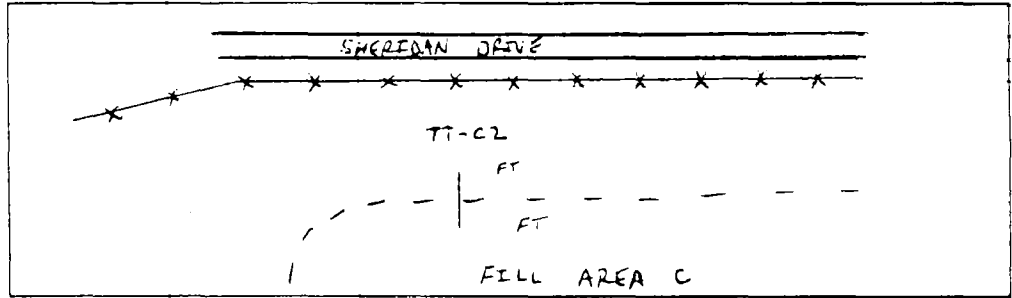 SHERIDAN DRIVE
TT-C2
FT
FT
FILL AREA C